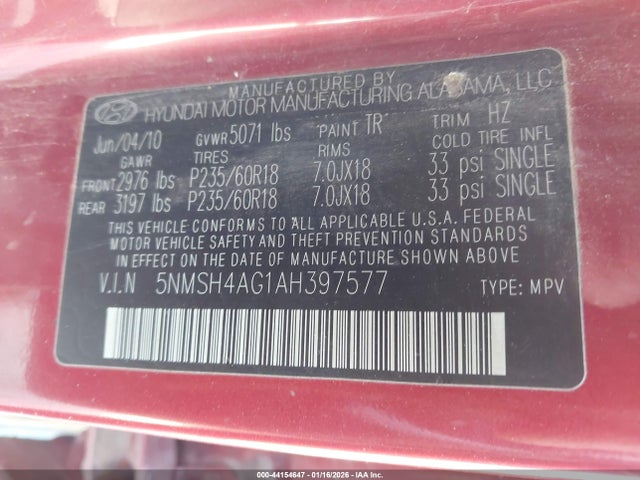 MANUFACTURED BY
HYUNDAI MOTOR MANUFACTURING ALABAMA, LLC
Jun/04/10 GVWR 5071 lbs PAINT TR TRIM HZ
GAWR TIRES RIMS COLD TIRE INFL
FRONT 2976 lbs P235/60R18 7.0JX18 33 psi SINGLE
REAR 3197 lbs P235/60R18 7.0JX18 33 psi SINGLE
THIS VEHICLE CONFORMS TO ALL APPLICABLE U.S.A. FEDERAL
MOTOR VEHICLE SAFETY AND THEFT PREVENTION STANDARDS
IN EFFECT ON THE DATE OF MANUFACTURE SHOWN ABOVE
V.I.N 5NMSH4AG1AH397577 TYPE: MPV
000-44154647 - 01/16/2026 - IAAI.COM